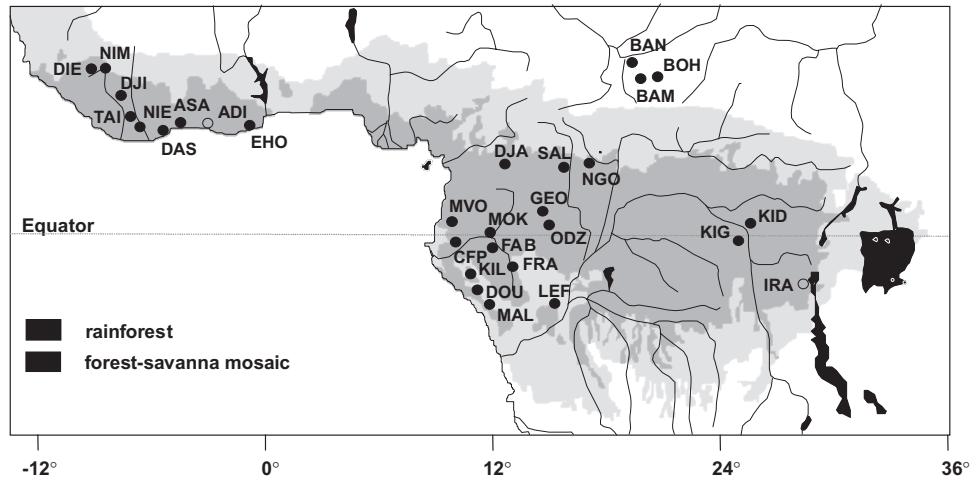 BAN
BOH
BAM
NIM
DIE
DJI
TAI
NIE
ASA
ADI
DAS
EHO
DJA
SAL
NGO
GEO
MVO
MOK
ODZ
KID
KIG
Equator
FAB
CFP
FRA
KIL
IRA
DOU
LEF
MAL
rainforest
forest-savanna mosaic
-12° 0° 12° 24° 36°